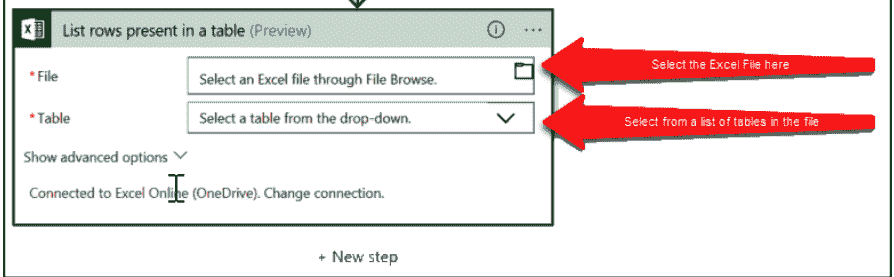 List rows present in a table (Preview)
* File
Select an Excel file through File Browse.
Select the Excel File here
* Table
Select a table from the drop-down.
Select from a list of tables in the file
Show advanced options
Connected to Excel Online (OneDrive). Change connection.
+ New step